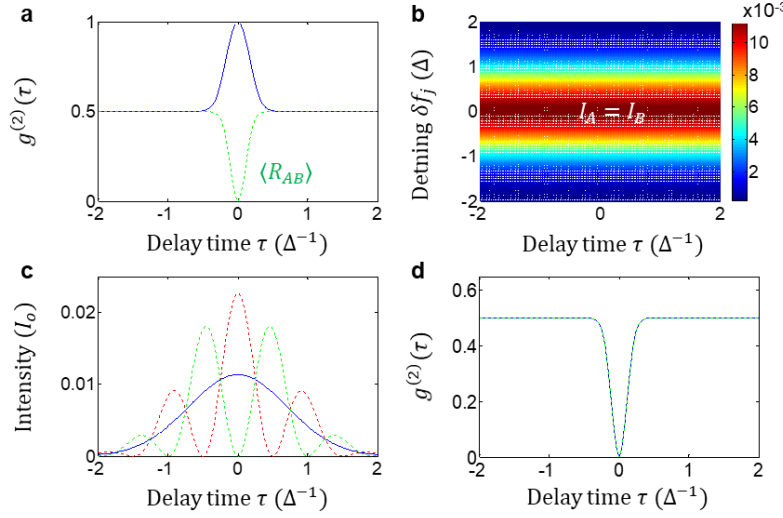 a
1
0.5
0
g^{(2)}(τ)
⟨R_{AB}⟩
-2 -1 0 1 2
Delay time τ (Δ^{-1})
b
x10^{-3}
2
1
0
-1
-2
Detning δf_j (Δ)
I_A = I_B
10
8
6
4
2
-2 0 1 2
Delay time τ (Δ^{-1})
c
0.02
0.01
0
Intensity (I_o)
-2 -1 0 1 2
Delay time τ (Δ^{-1})
d
0.6
0.4
0.2
0
g^{(2)}(τ)
-2 -1 0 1 2
Delay time τ (Δ^{-1})